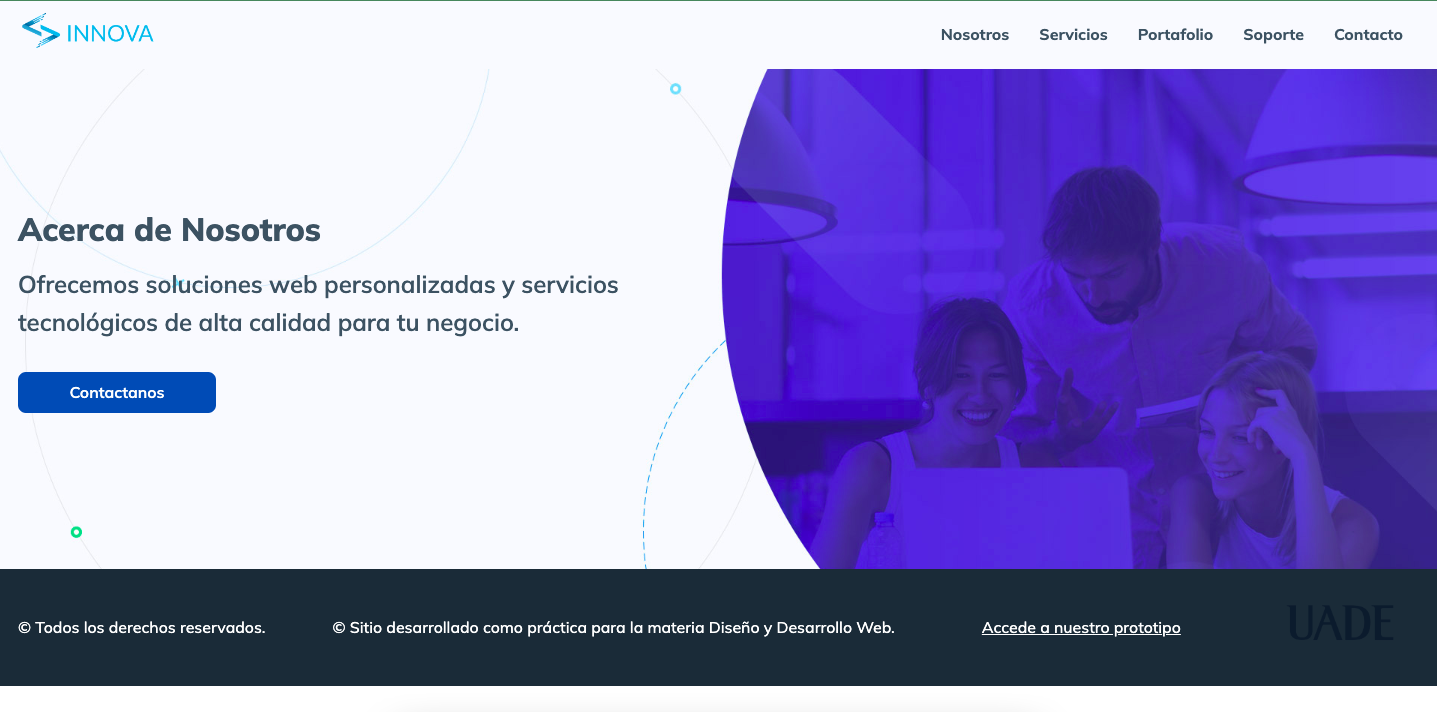 INNOVA
Nosotros
Servicios
Portafolio
Soporte
Contacto
Acerca de Nosotros
Ofrecemos soluciones web personalizadas y servicios
tecnológicos de alta calidad para tu negocio.
Contactanos
© Todos los derechos reservados.
© Sitio desarrollado como práctica para la materia Diseño y Desarrollo Web.
Accede a nuestro prototipo
UADE